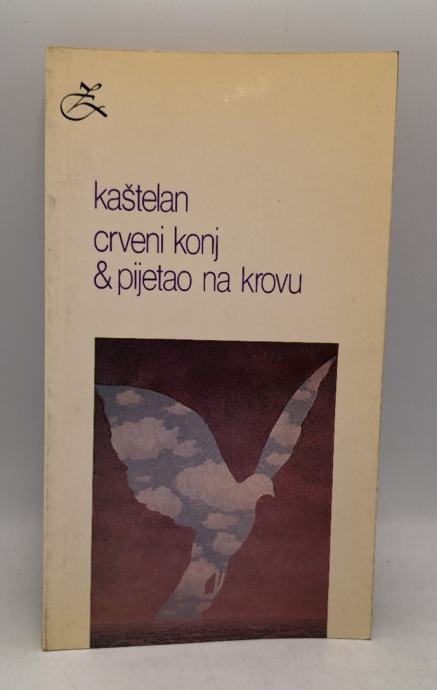 kaštelan
crveni konj
& pijetao na krovu